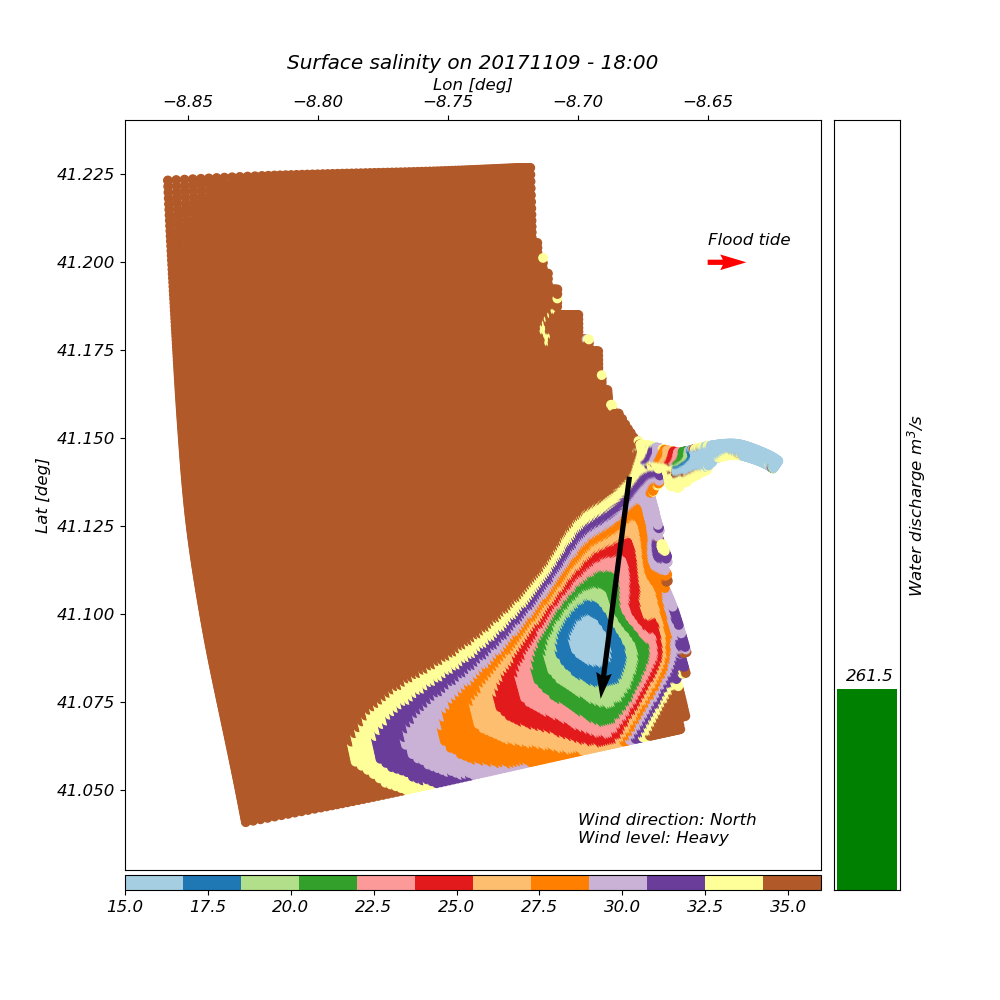 Surface salinity on 20171109 - 18:00
Lon [deg]
−8.85 −8.80 −8.75 −8.70 −8.65
41.225
41.200
41.175
41.150
41.125
41.100
41.075
41.050
Lat [deg]
Flood tide
Wind direction: North
Wind level: Heavy
261.5
Water discharge m³/s
15.0 17.5 20.0 22.5 25.0 27.5 30.0 32.5 35.0